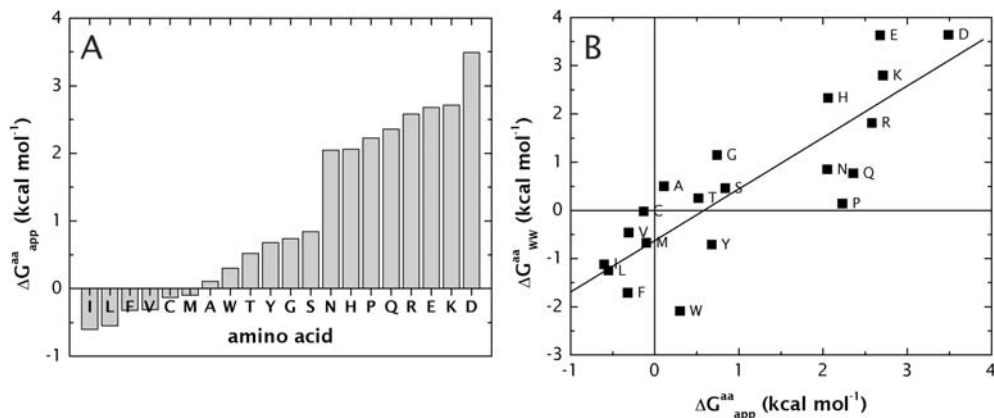 A
ΔG^aa_app (kcal mol⁻¹)
4
3
2
1
0
-1
I L F V C M A W T Y G S N H P Q R E K D
amino acid
B
ΔG^aa_ww (kcal mol⁻¹)
4
3
2
1
0
-1
-2
-3
E D
K
H
R
G
N Q
A S
T P
C
V
M Y
I
L
F
W
-1 0 1 2 3 4
ΔG^aa_app (kcal mol⁻¹)